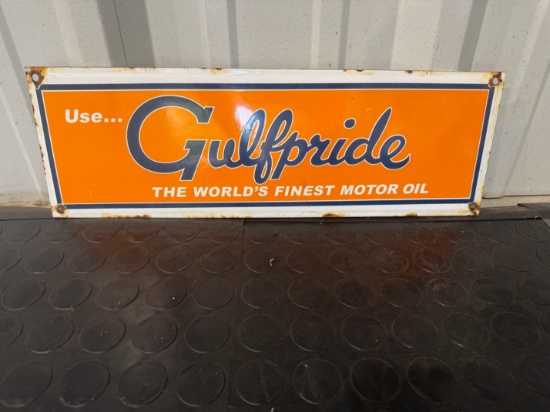 Use...
Gulfpride
THE WORLD'S FINEST MOTOR OIL